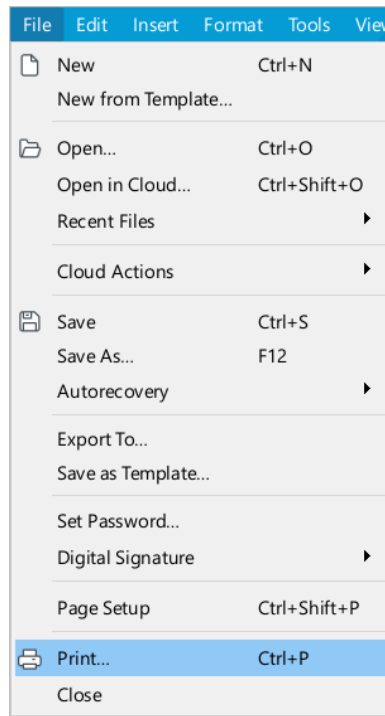 File Edit Insert Format Tools View
New Ctrl+N
New from Template...
Open... Ctrl+O
Open in Cloud... Ctrl+Shift+O
Recent Files
Cloud Actions
Save Ctrl+S
Save As... F12
Autorecovery
Export To...
Save as Template...
Set Password...
Digital Signature
Page Setup Ctrl+Shift+P
Print... Ctrl+P
Close